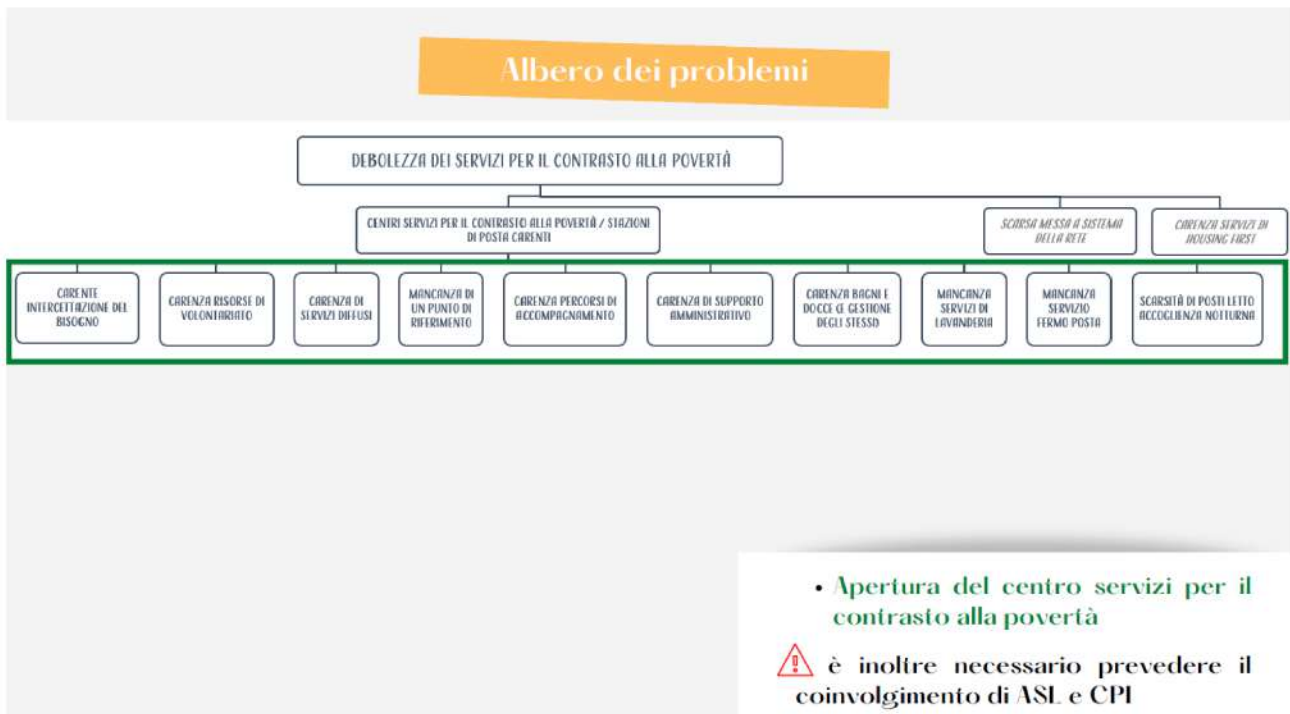 Albero dei problemi
DEBOLEZZA DEI SERVIZI PER IL CONTRASTO ALLA POVERTÀ
CENTRI SERVIZI PER IL CONTRASTO ALLA POVERTÀ / STAZIONI
DI POSTA CARENTI
SCARSA MESSA A SISTEMA
DELLA RETE
CARENZA SERVIZI DI
HOUSING FIRST
CARENTE
INTERCETTAZIONE DEL
BISOGNO
CARENZA RISORSE DI
VOLONTARIATO
CARENZA DI
SERVIZI DIFFUSI
MANCANZA DI
UN PUNTO DI
RIFERIMENTO
CARENZA PERCORSI DI
ACCOMPAGNAMENTO
CARENZA DI SUPPORTO
AMMINISTRATIVO
CARENZA BAGNI E
DOCCE (E GESTIONE
DEGLI STESSI)
MANCANZA
SERVIZI DI
LAVANDERIA
MANCANZA
SERVIZIO
FERMO POSTA
SCARSITÀ DI POSTI LETTO
ACCOGLIENZA NOTTURNA
• Apertura del centro servizi per il
contrasto alla povertà
è inoltre necessario prevedere il
coinvolgimento di ASL e CPI